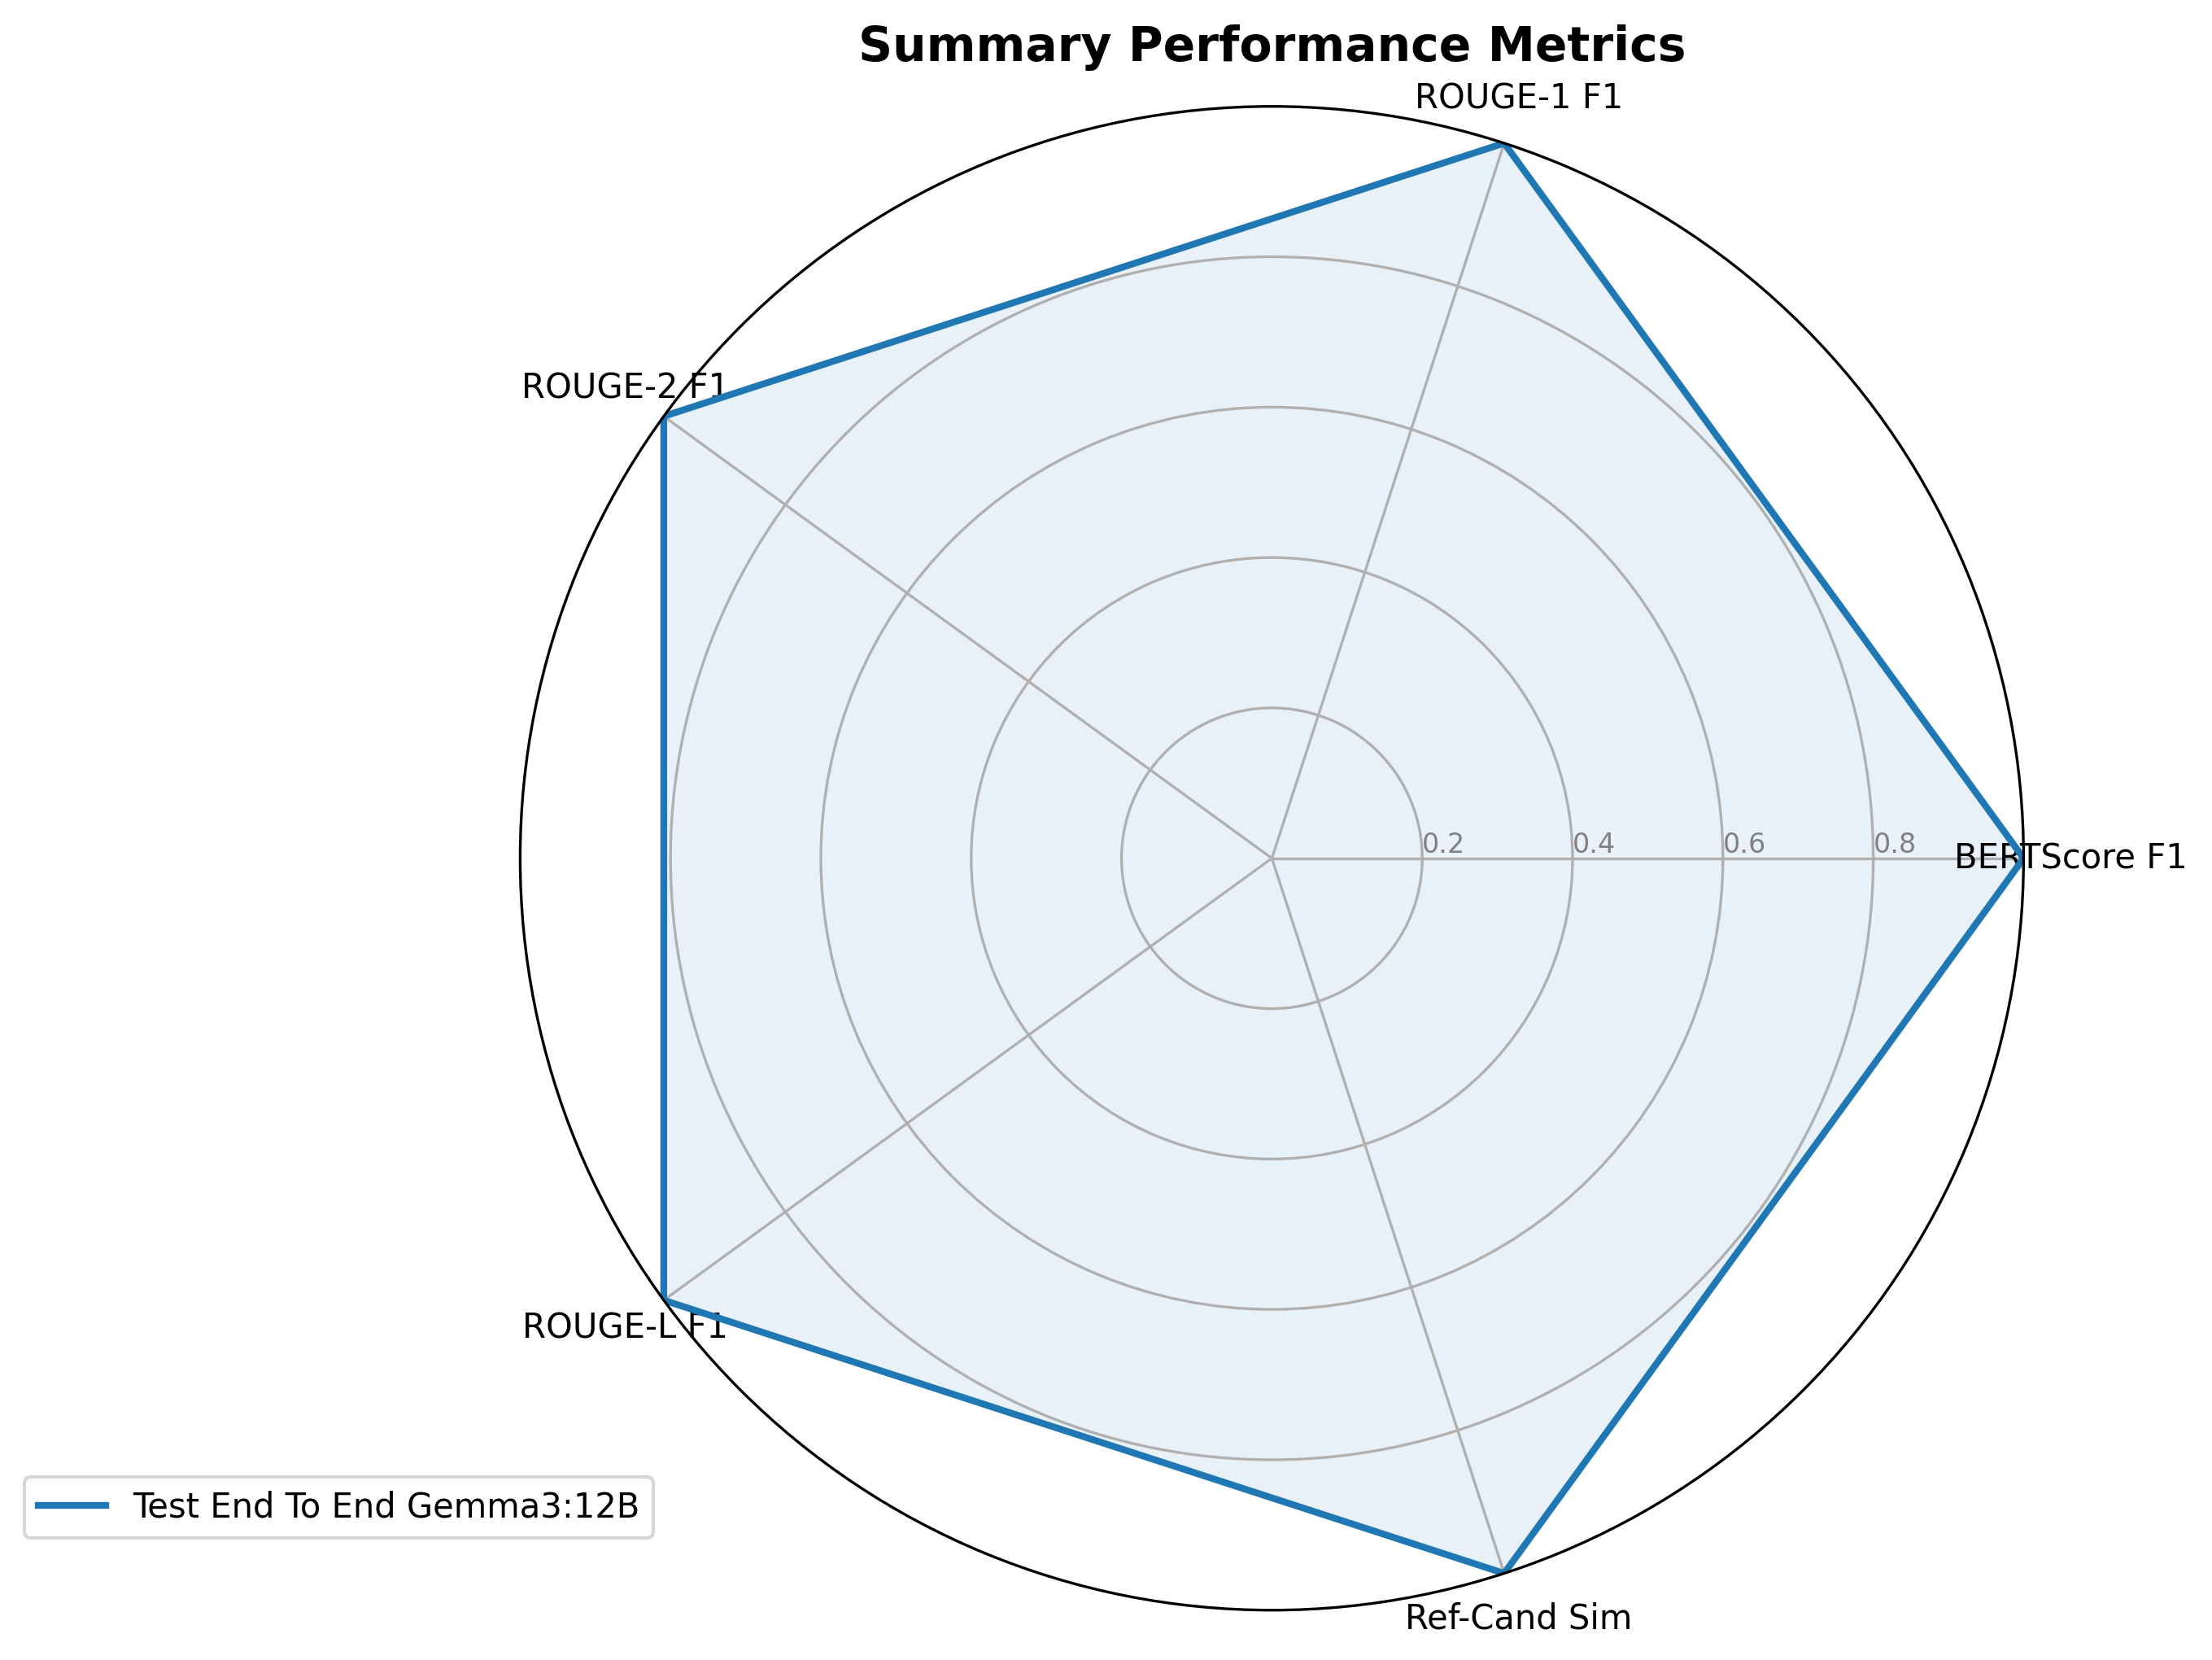 Summary Performance Metrics
ROUGE-1 F1
ROUGE-2 F1
0.2
0.4
0.6
0.8
BERTScore F1
ROUGE-L F1
Test End To End Gemma3:12B
Ref-Cand Sim